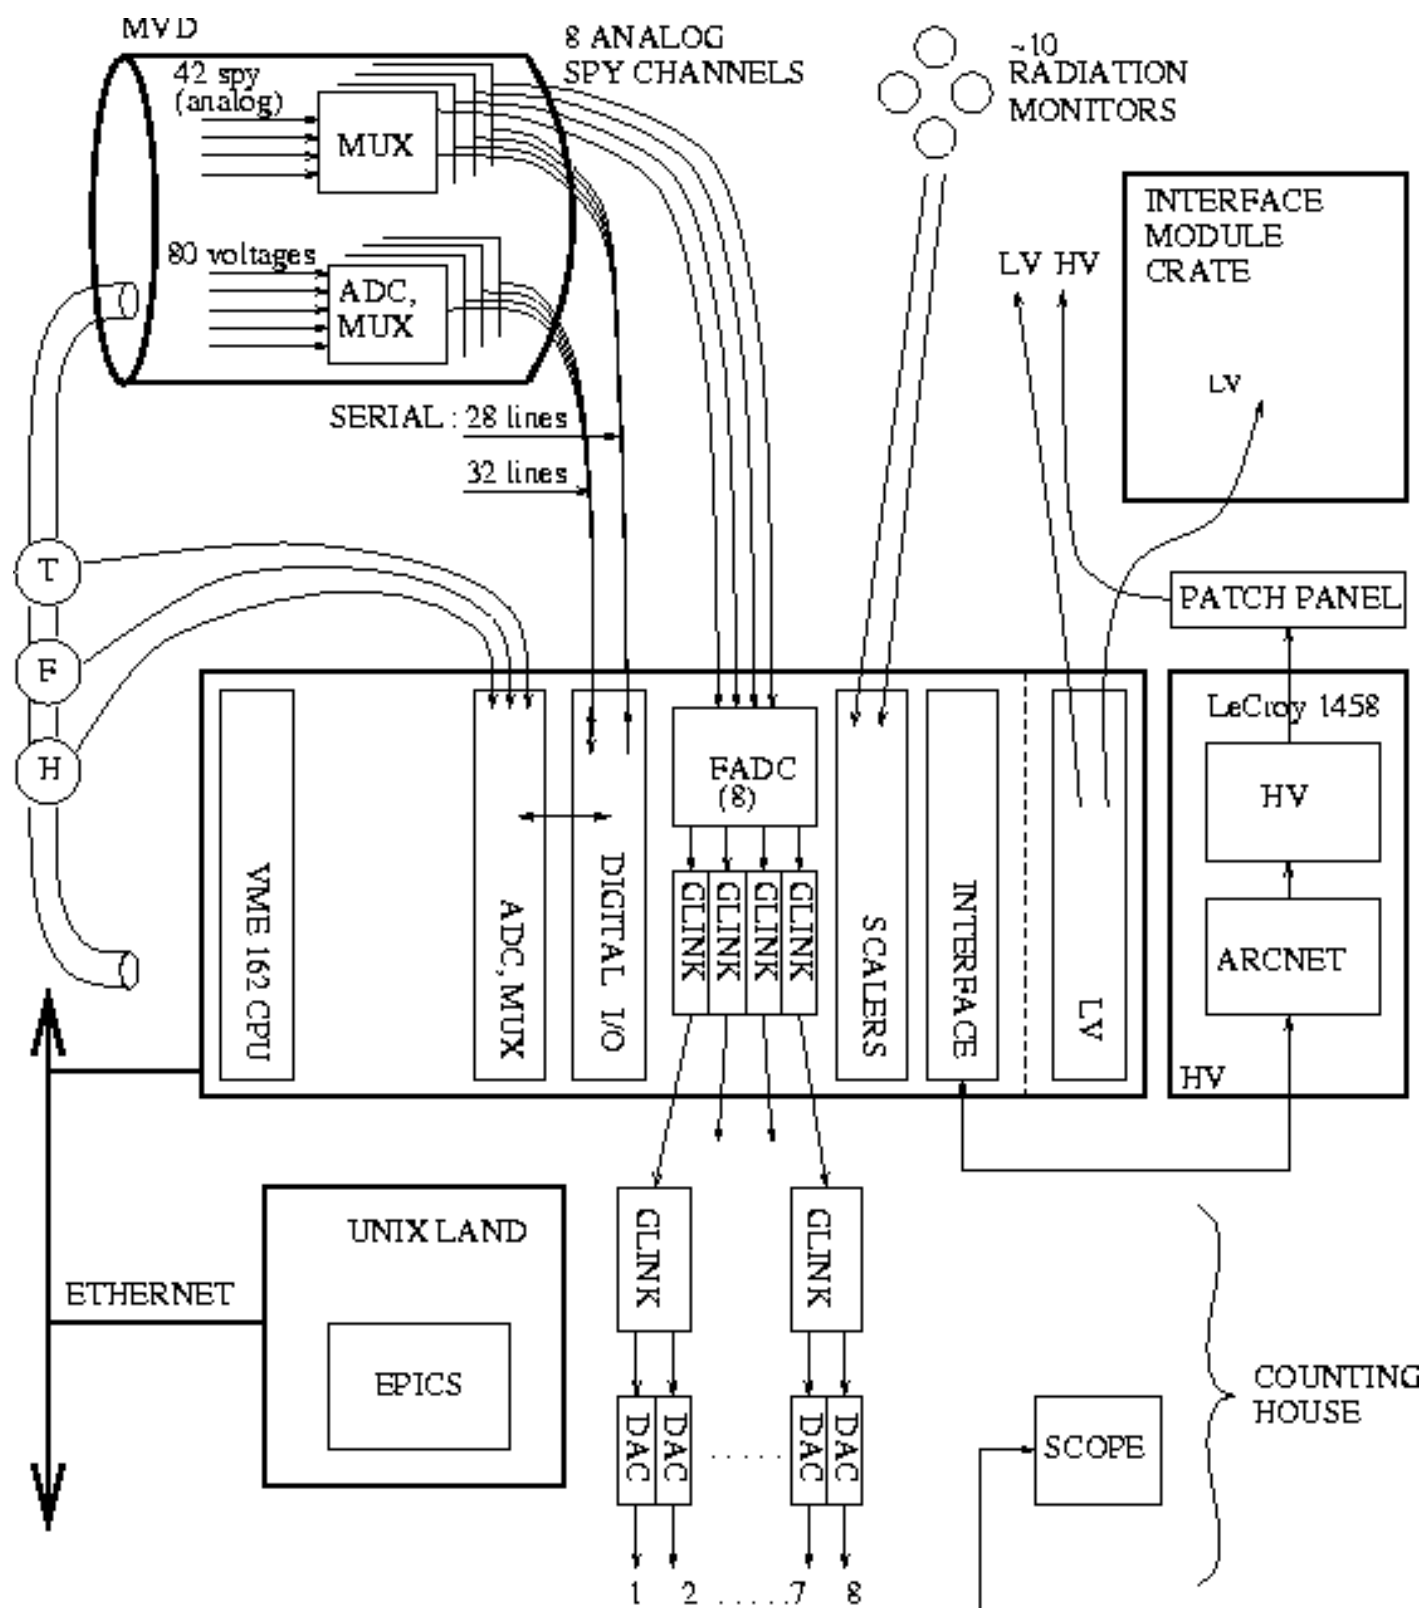 MVD
42 spy
(analog)
MUX
80 voltages
ADC,
MUX
8 ANALOG
SPY CHANNELS
~10
RADIATION
MONITORS
INTERFACE
MODULE
CRATE
LV
LV HV
SERIAL : 28 lines
32 lines
T
F
H
PATCH PANEL
LeCroy 1458
HV
ARCNET
HV
VME 162 CPU
ADC, MUX
DIGITAL I/O
FADC
(8)
GLINK
GLINK
GLINK
GLINK
SCALERS
INTERFACE
LV
UNIX LAND
ETHERNET
EPICS
GLINK
GLINK
DAC
DAC
.....
DAC
DAC
1 2 ......7 8
SCOPE
COUNTING
HOUSE